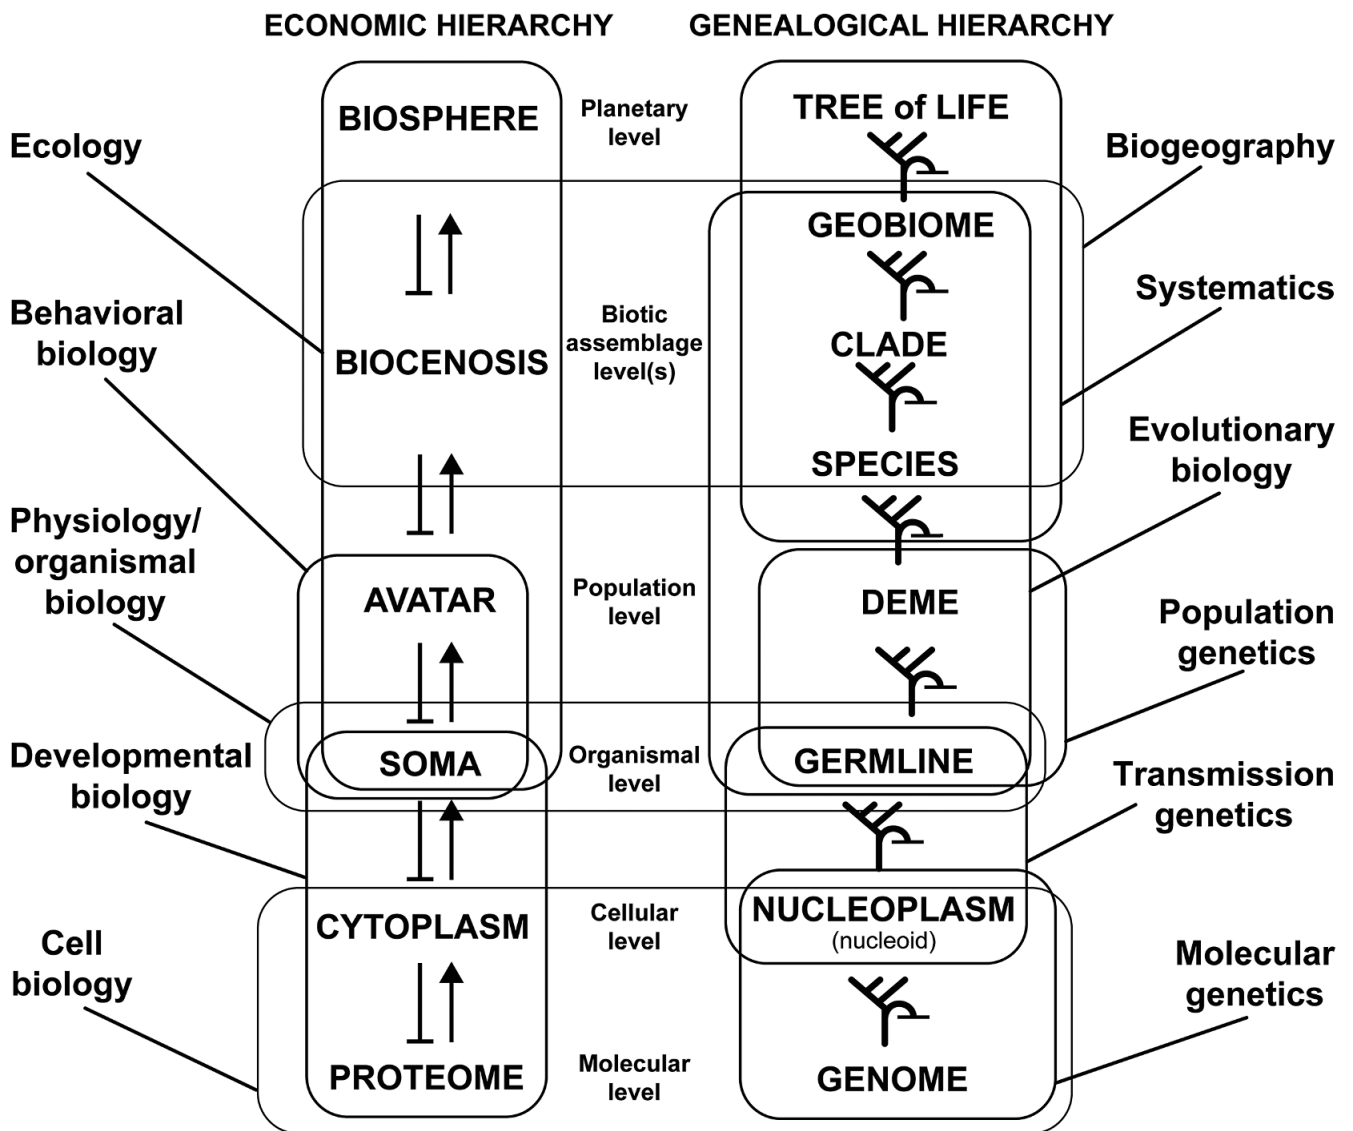 ECONOMIC HIERARCHY
GENEALOGICAL HIERARCHY
BIOSPHERE
Planetary
level
TREE of LIFE
Ecology
Biogeography
GEOBIOME
Behavioral
biology
Biotic
assemblage
level(s)
BIOCENOSIS
CLADE
Systematics
SPECIES
Evolutionary
biology
Physiology/
organismal
biology
AVATAR
Population
level
DEME
Population
genetics
Developmental
biology
SOMA
Organismal
level
GERMLINE
Transmission
genetics
CYTOPLASM
Cellular
level
NUCLEOPLASM
(nucleoid)
Cell
biology
Molecular
genetics
PROTEOME
Molecular
level
GENOME